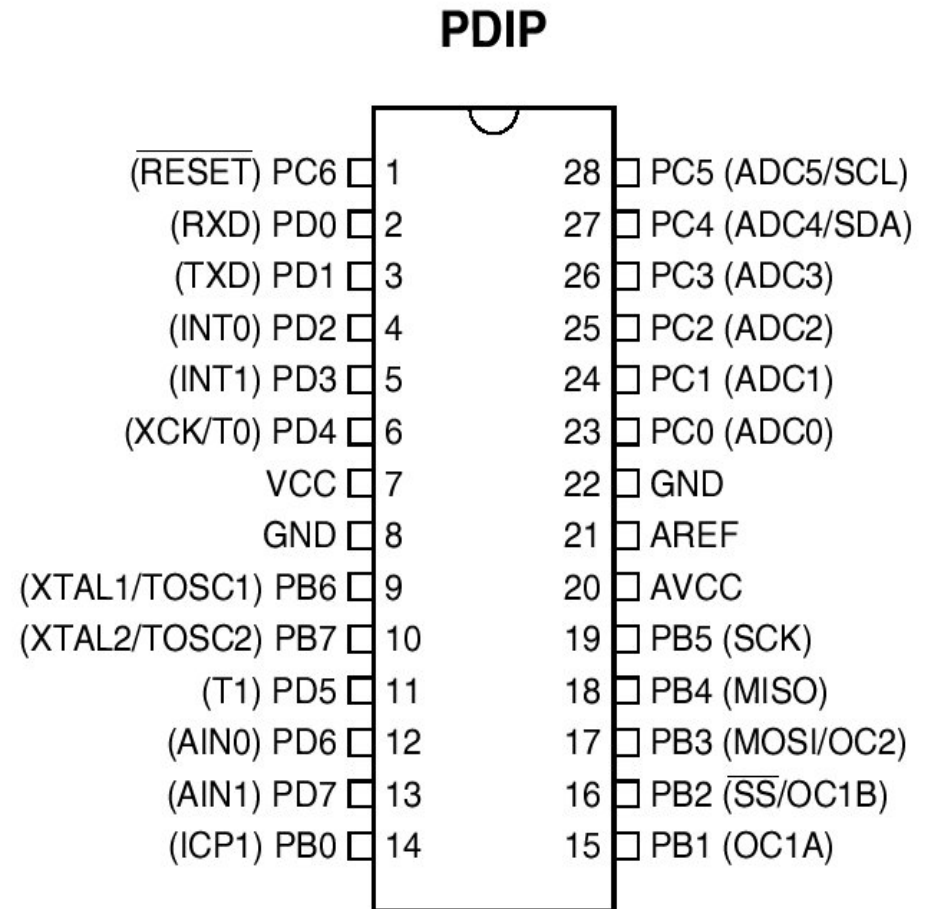 PDIP
(RESET) PC6 1 28 PC5 (ADC5/SCL)
(RXD) PD0 2 27 PC4 (ADC4/SDA)
(TXD) PD1 3 26 PC3 (ADC3)
(INT0) PD2 4 25 PC2 (ADC2)
(INT1) PD3 5 24 PC1 (ADC1)
(XCK/T0) PD4 6 23 PC0 (ADC0)
VCC 7 22 GND
GND 8 21 AREF
(XTAL1/TOSC1) PB6 9 20 AVCC
(XTAL2/TOSC2) PB7 10 19 PB5 (SCK)
(T1) PD5 11 18 PB4 (MISO)
(AIN0) PD6 12 17 PB3 (MOSI/OC2)
(AIN1) PD7 13 16 PB2 (SS/OC1B)
(ICP1) PB0 14 15 PB1 (OC1A)